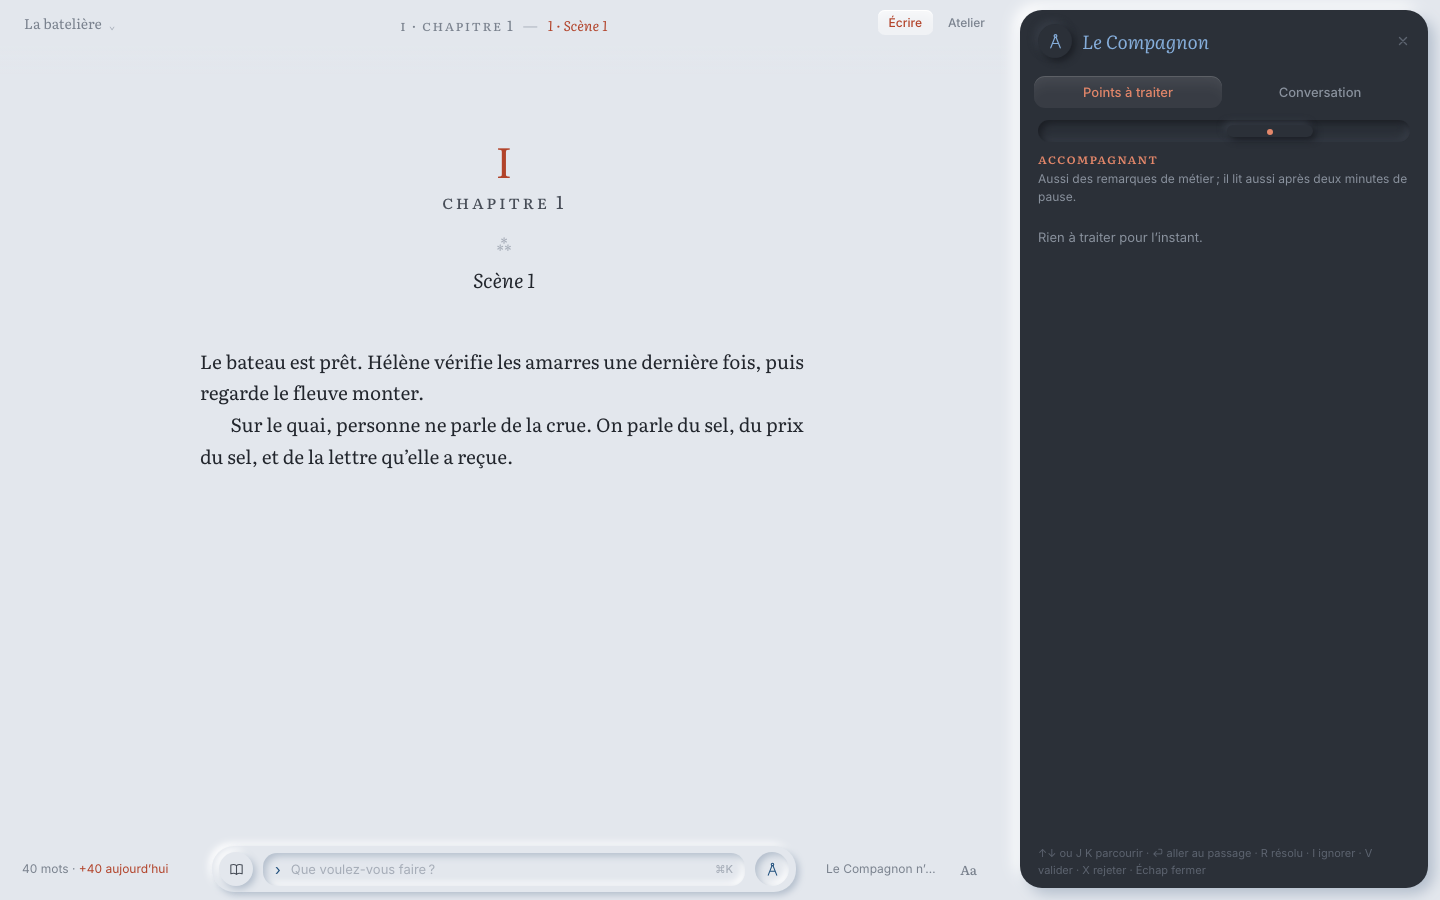 La batelière
I · CHAPITRE 1 — 1 · Scène 1
Écrire
Atelier
I
CHAPITRE 1
Scène 1
Le bateau est prêt. Hélène vérifie les amarres une dernière fois, puis
regarde le fleuve monter.
Sur le quai, personne ne parle de la crue. On parle du sel, du prix
du sel, et de la lettre qu’elle a reçue.
40 mots · +40 aujourd’hui
› Que voulez-vous faire ?
⌘K
Le Compagnon n’…
Aa
Le Compagnon
×
Points à traiter
Conversation
ACCOMPAGNANT
Aussi des remarques de métier ; il lit aussi après deux minutes de
pause.
Rien à traiter pour l’instant.
↑↓ ou J K parcourir · ↩ aller au passage · R résolu · I ignorer · V
valider · X rejeter · Échap fermer